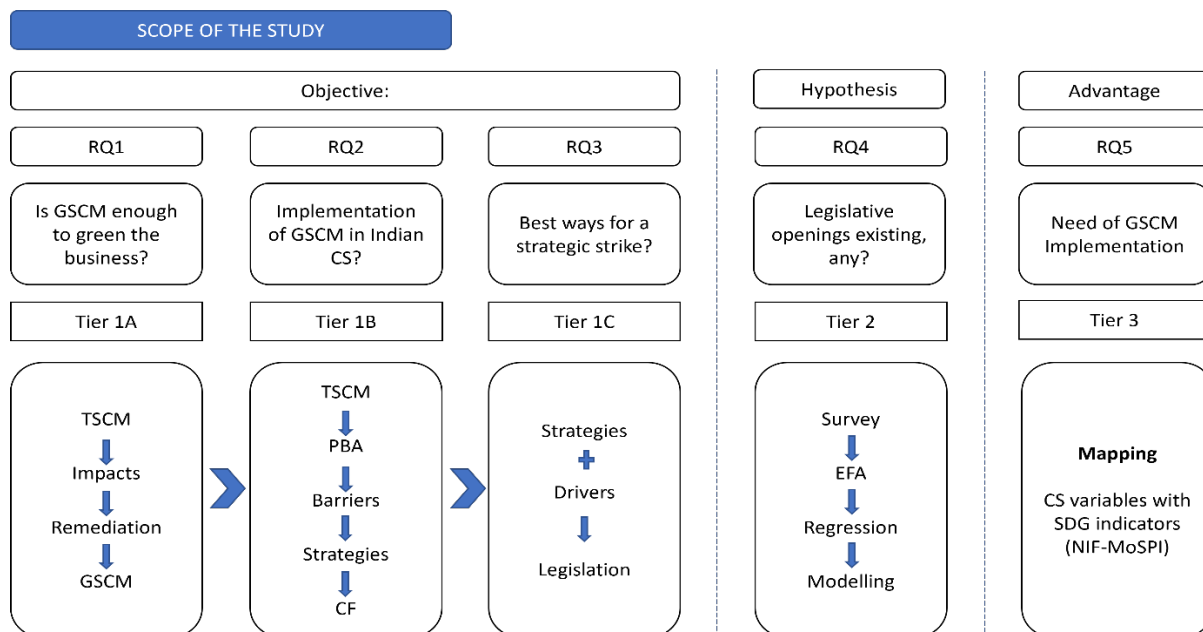 SCOPE OF THE STUDY
Objective:
Hypothesis
Advantage
RQ1
RQ2
RQ3
RQ4
RQ5
Is GSCM enough
to green the
business?
Implementation
of GSCM in Indian
CS?
Best ways for a
strategic strike?
Legislative
openings existing,
any?
Need of GSCM
Implementation
Tier 1A
Tier 1B
Tier 1C
Tier 2
Tier 3
TSCM
Impacts
Remediation
GSCM
TSCM
PBA
Barriers
Strategies
CF
Strategies
Drivers
Legislation
Survey
EFA
Regression
Modelling
Mapping
CS variables with
SDG indicators
(NIF-MoSPI)